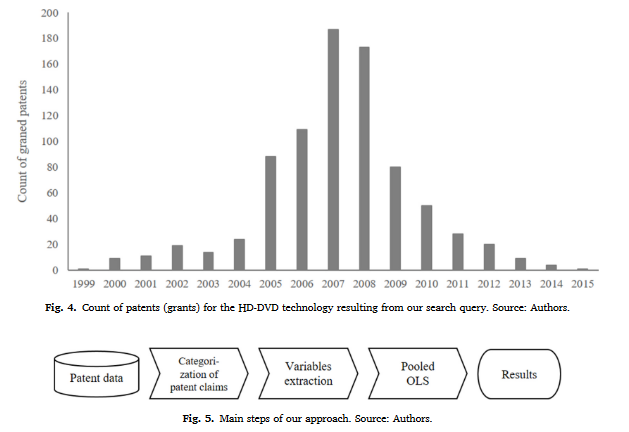 200
180
160
140
120
100
80
60
40
20
0
Count of graned patents
1999 2000 2001 2002 2003 2004 2005 2006 2007 2008 2009 2010 2011 2012 2013 2014 2015
Fig. 4. Count of patents (grants) for the HD-DVD technology resulting from our search query. Source: Authors.
Patent data
Categori-
zation of
patent claims
Variables
extraction
Pooled
OLS
Results
Fig. 5. Main steps of our approach. Source: Authors.